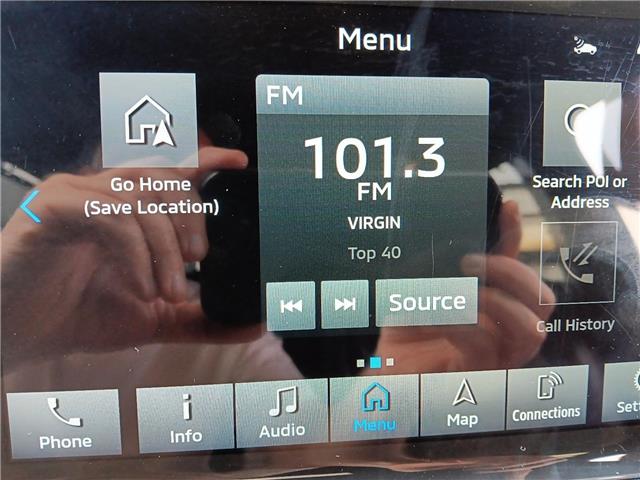 Menu
FM
101.3
FM
VIRGIN
Top 40
Source
Go Home
(Save Location)
Search POI or
Address
Call History
Phone
Info
Audio
Menu
Map
Connections
Sett